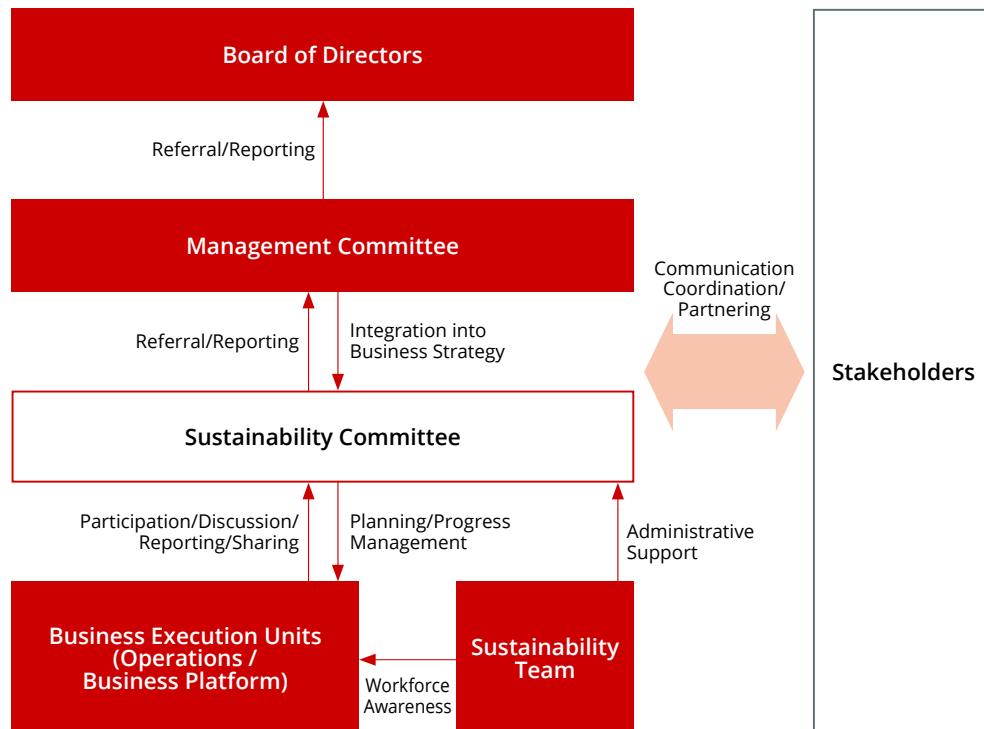 Board of Directors
Referral/Reporting
Management Committee
Communication
Coordination/
Partnering
Referral/Reporting
Integration into
Business Strategy
Stakeholders
Sustainability Committee
Participation/Discussion/
Reporting/Sharing
Planning/Progress
Management
Administrative
Support
Business Execution Units
(Operations /
Business Platform)
Sustainability
Team
Workforce
Awareness